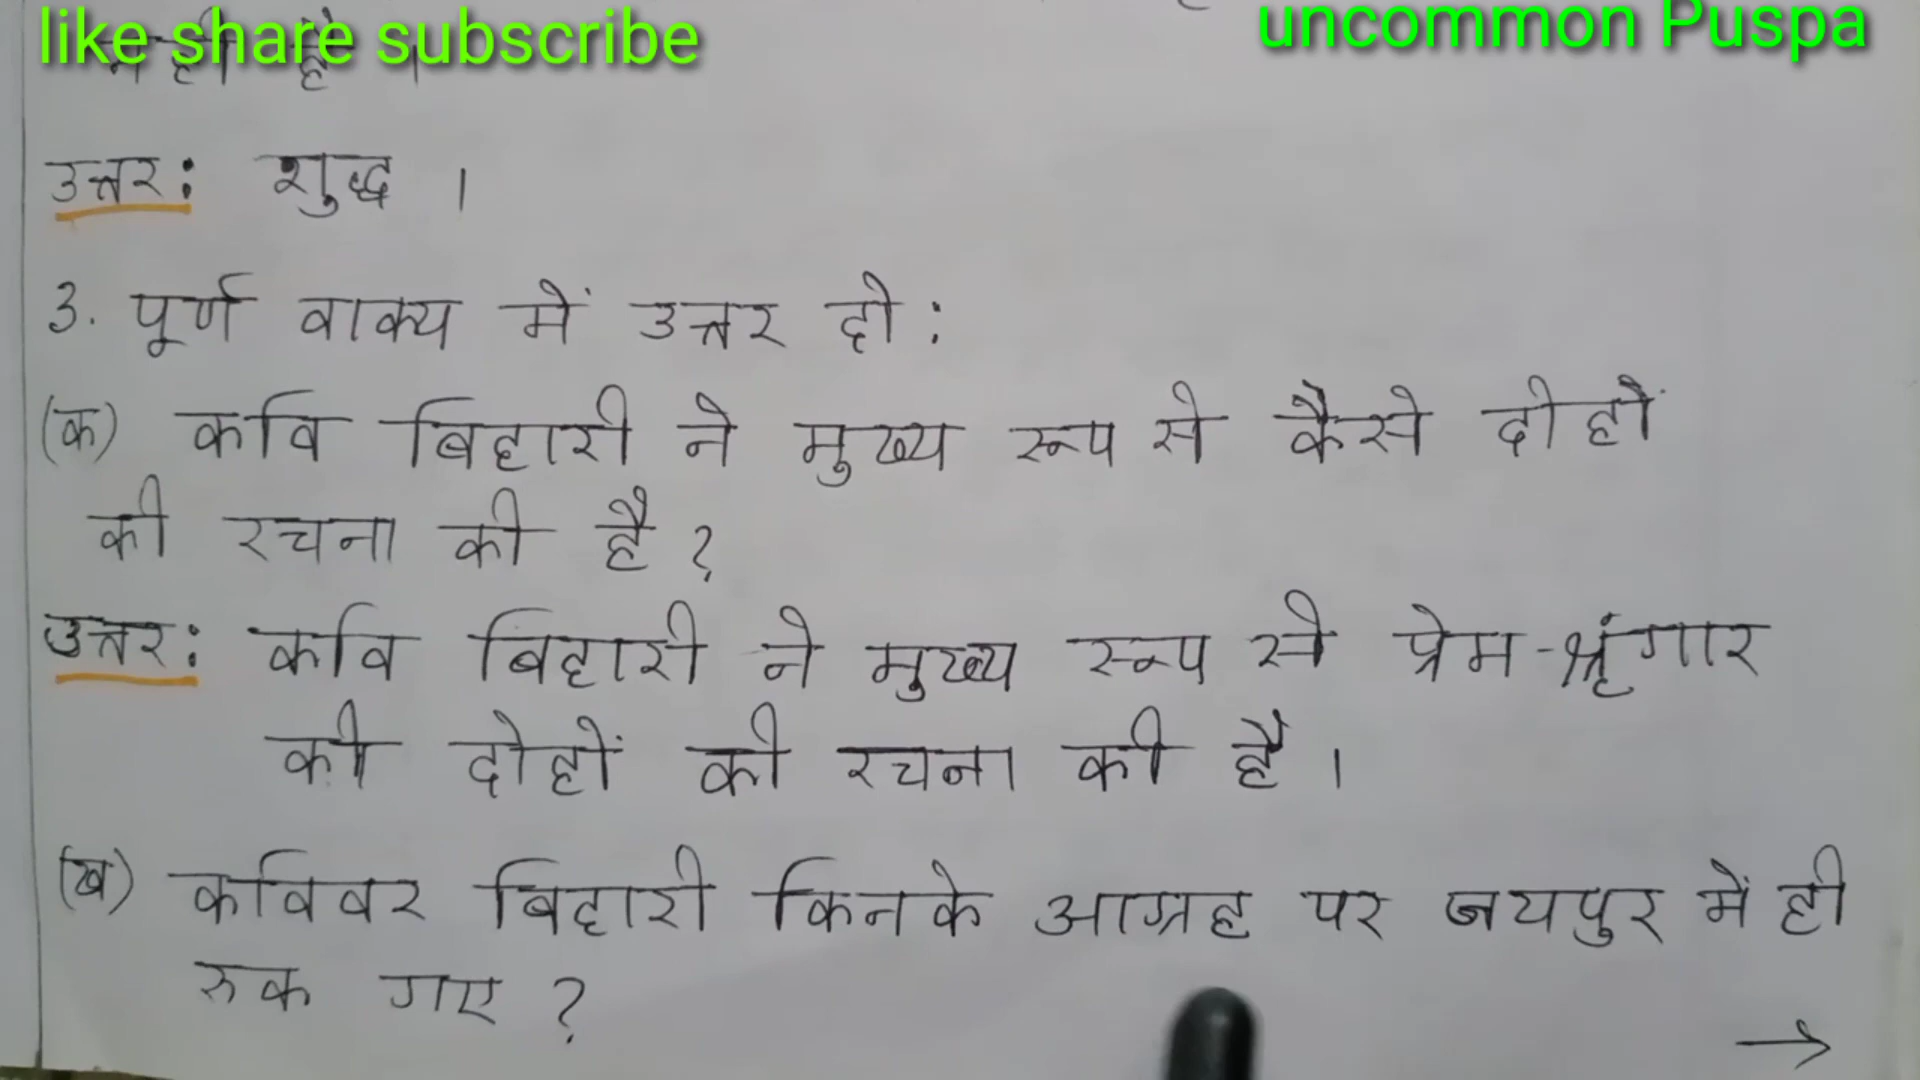 like share subscribe
uncommon Puspa
नहीं है ।
उत्तर: शुद्ध ।
3. पूर्ण वाक्य में उत्तर दो :
(क) कवि बिहारी ने मुख्य रूप से कैसे दोहों
की रचना की है ?
उत्तर: कवि बिहारी ने मुख्य रूप से प्रेम-श्रृंगार
की दोहों की रचना की है ।
(ख) कविवर बिहारी किनके आग्रह पर जयपुर में ही
रुक गए ?
→